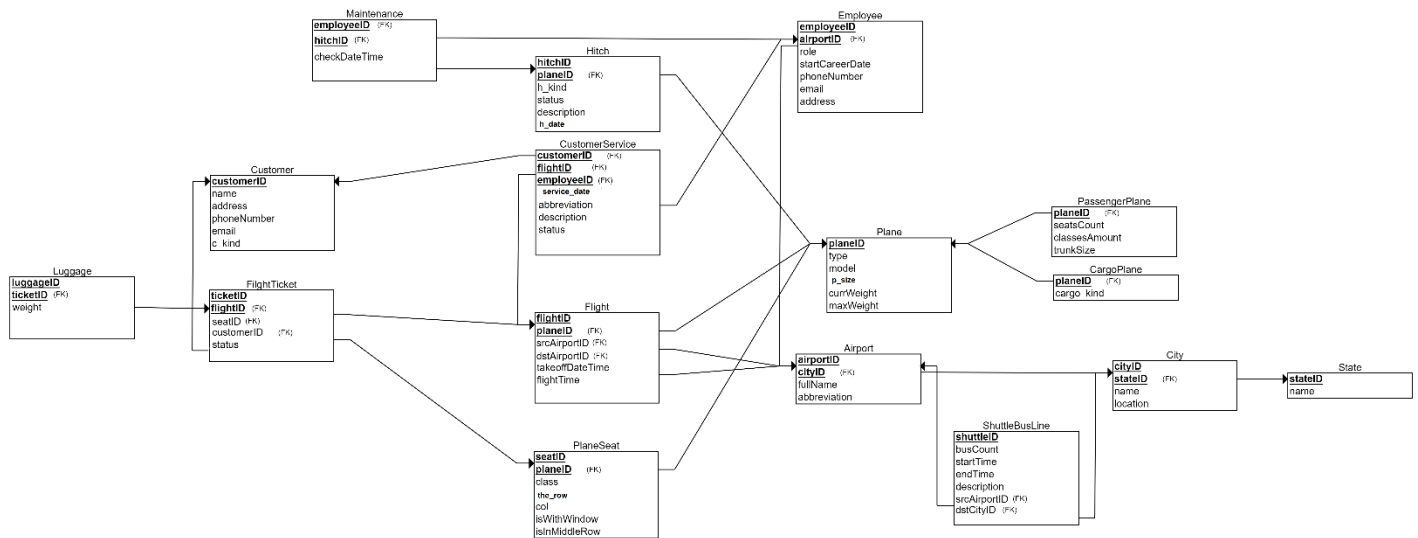 Maintenance
employeeID (FK)
hitchID (FK)
checkDateTime
Employee
employeeID
airportID (FK)
role
startCareerDate
phoneNumber
email
address
Hitch
hitchID
planeID (FK)
h_kind
status
description
h_date
CustomerService
customerID (FK)
flightID (FK)
employeeID (FK)
service_date
abbreviation
description
status
Customer
customerID
name
address
phoneNumber
email
c_kind
PassengerPlane
planeID (FK)
seatsCount
classesAmount
trunkSize
Plane
planeID
type
model
p_size
currWeight
maxWeight
CargoPlane
planeID (FK)
cargo_kind
Luggage
luggageID
ticketID (FK)
weight
FilghtTicket
ticketID
flightID (FK)
seatID (FK)
customerID (FK)
status
Flight
flightID
planeID (FK)
srcAirportID (FK)
dstAirportID (FK)
takeoffDateTime
flightTime
Airport
airportID
cityID (FK)
fullName
abbreviation
City
cityID
stateID (FK)
name
location
State
stateID
name
ShuttleBusLine
shuttleID
busCount
startTime
endTime
description
srcAirportID (FK)
dstCityID (FK)
PlaneSeat
seatID
planeID (FK)
class
the_row
col
isWithWindow
isInMiddleRow